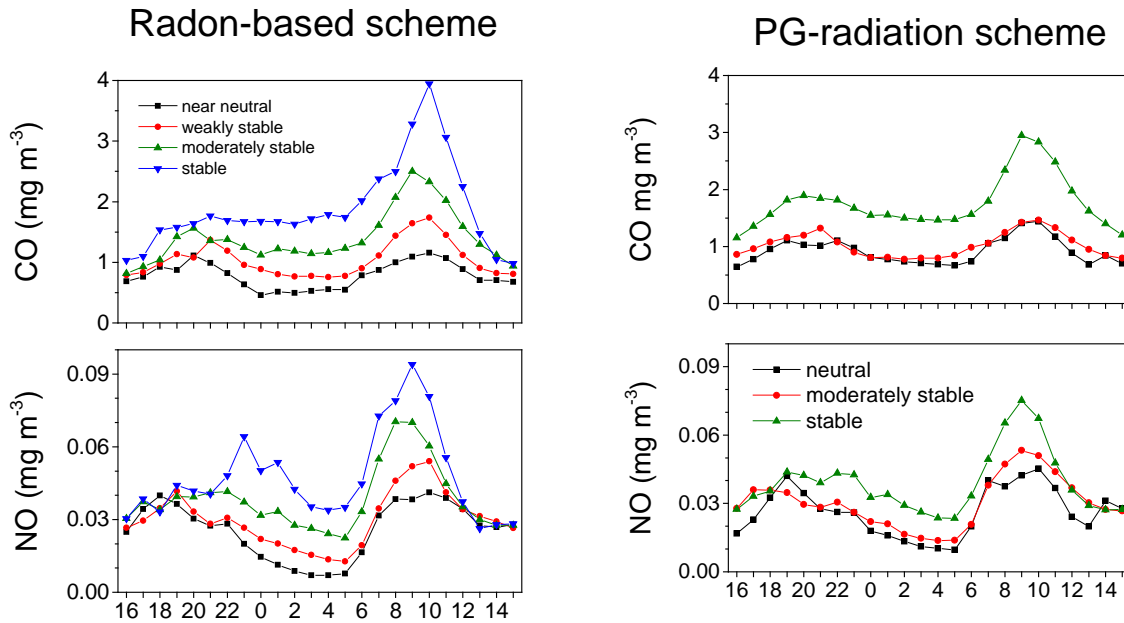 Radon-based scheme
PG-radiation scheme
CO (mg m-3)
4
3
2
1
0
near neutral
weakly stable
moderately stable
stable
CO mg m-3)
4
3
2
1
0
NO (mg m-3)
0.09
0.06
0.03
0.00
16 18 20 22 0 2 4 6 8 10 12 14
NO (mg m-3)
0.09
0.06
0.03
0.00
neutral
moderately stable
stable
16 18 20 22 0 2 4 6 8 10 12 14